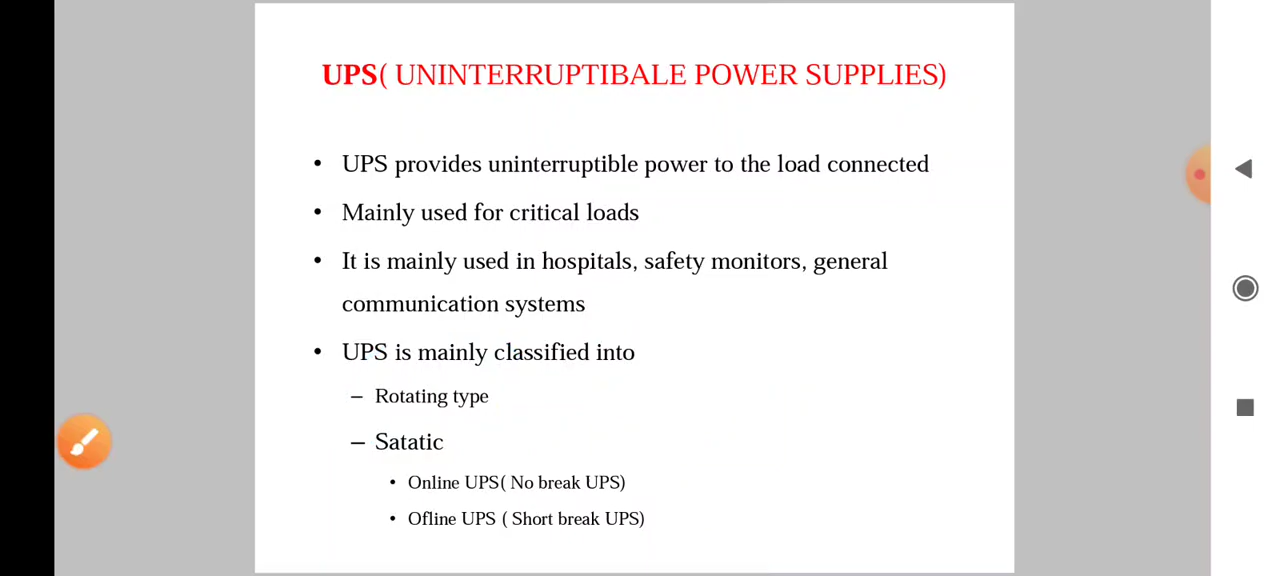 UPS( UNINTERRUPTIBALE POWER SUPPLIES)
• UPS provides uninterruptible power to the load connected
• Mainly used for critical loads
• It is mainly used in hospitals, safety monitors, general
communication systems
• UPS is mainly classified into
– Rotating type
– Satatic
• Online UPS( No break UPS)
• Ofline UPS ( Short break UPS)